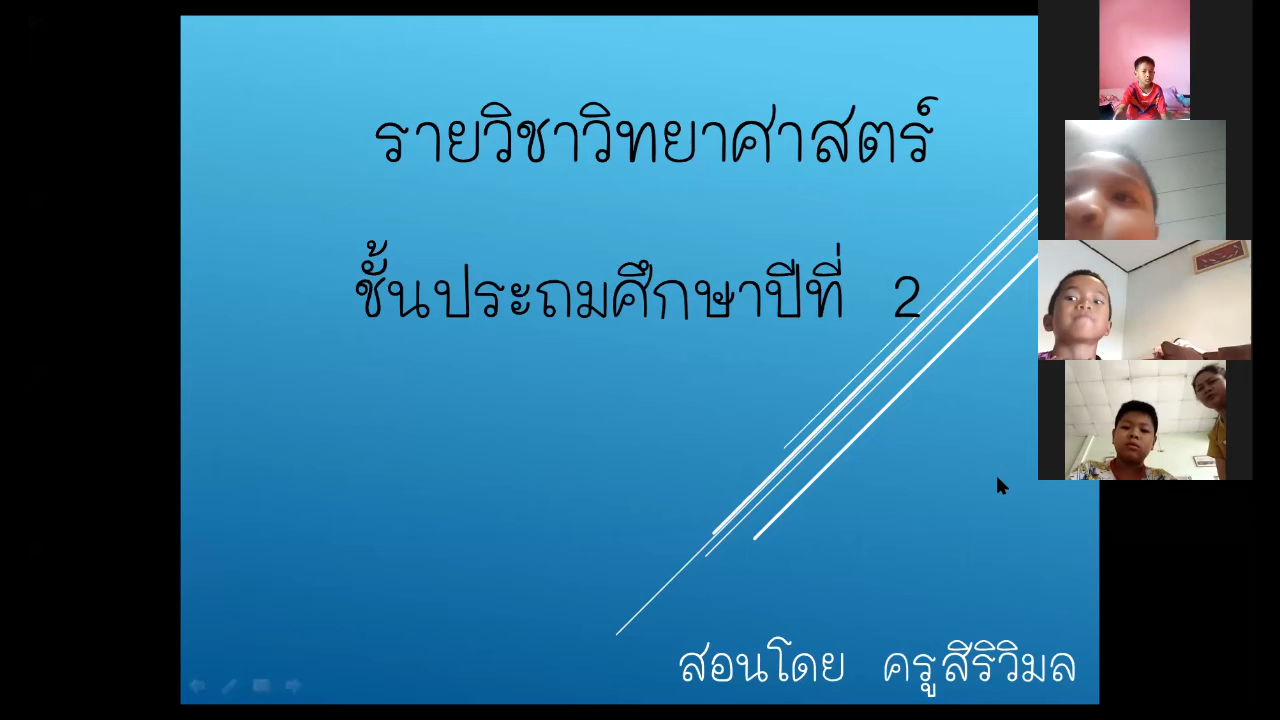 รายวิชาวิทยาศาสตร์
ชั้นประถมศึกษาปีที่ 2
สอนโดย ครูสิริวิมล